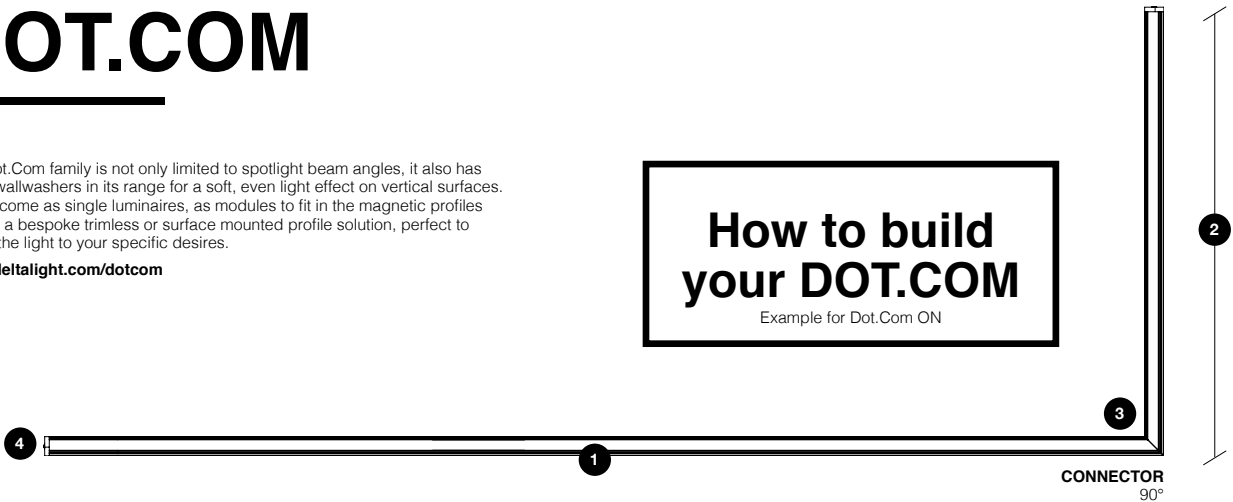 OT.COM
t.Com family is not only limited to spotlight beam angles, it also has
wallwashers in its range for a soft, even light effect on vertical surfaces.
come as single luminaires, as modules to fit in the magnetic profiles
a bespoke trimless or surface mounted profile solution, perfect to
the light to your specific desires.
eltalight.com/dotcom
How to build
your DOT.COM
Example for Dot.Com ON
2
3
4
1
CONNECTOR
90°